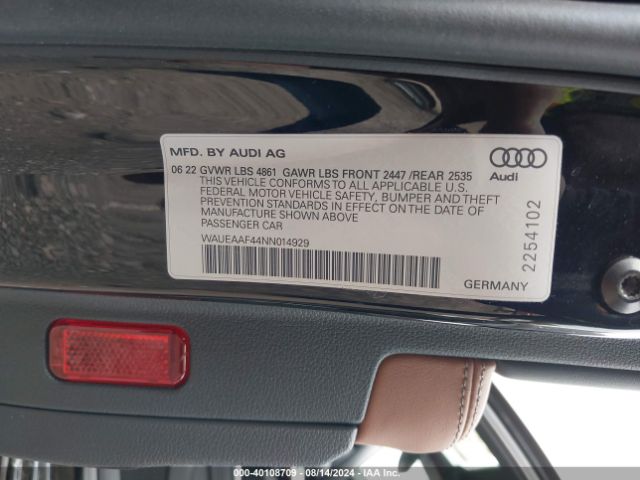 MFD. BY AUDI AG
06 22 GVWR LBS 4861 GAWR LBS FRONT 2447 /REAR 2535
THIS VEHICLE CONFORMS TO ALL APPLICABLE U.S.
FEDERAL MOTOR VEHICLE SAFETY, BUMPER AND THEFT
PREVENTION STANDARDS IN EFFECT ON THE DATE OF
MANUFACTURE SHOWN ABOVE
PASSENGER CAR
WAUEAAF44NN014929
Audi
2254102
GERMANY
000-40108709 - 08/14/2024 - IAA Inc.